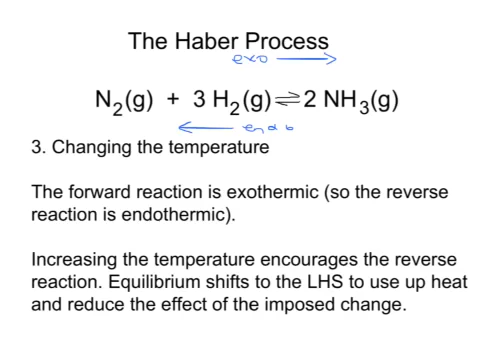 The Haber Process
exo
N₂(g) + 3 H₂(g)⇌2 NH₃(g)
endo
3. Changing the temperature
The forward reaction is exothermic (so the reverse
reaction is endothermic).
Increasing the temperature encourages the reverse
reaction. Equilibrium shifts to the LHS to use up heat
and reduce the effect of the imposed change.